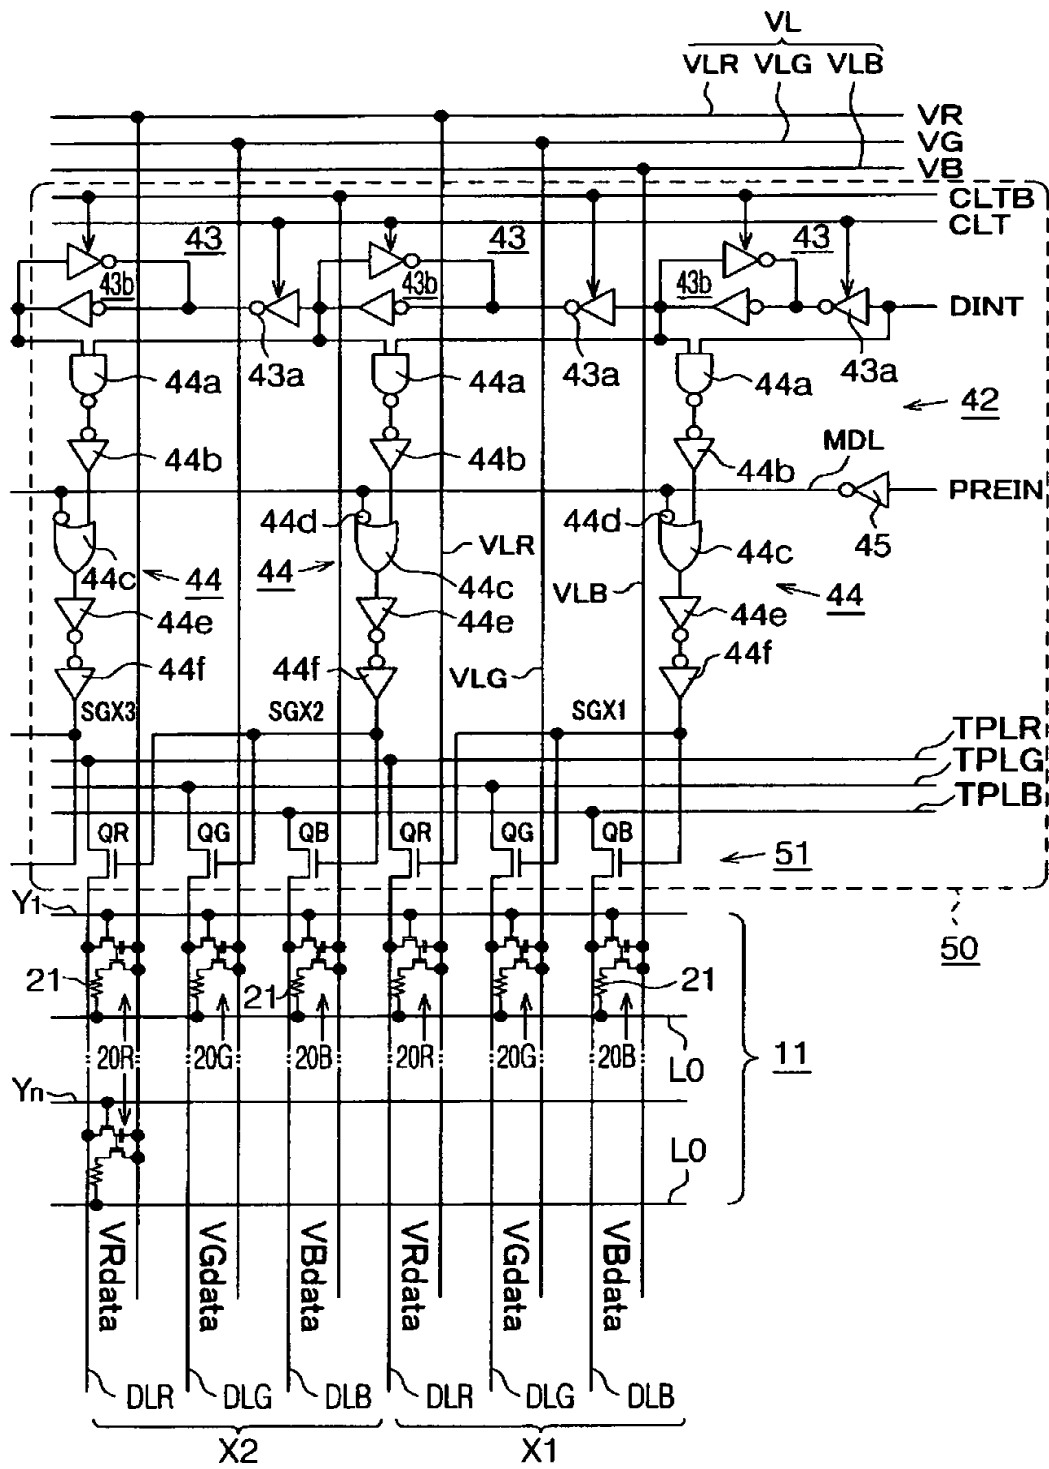 VL
VLR VLG VLB
VR
VG
VB
CLTB
CLT
43 43 43
43b 43b 43b
DINT
43a 43a 43a
44a 44a 44a
42
44b 44b 44b
MDL
PREIN
44d 44d
45
44c 44 44 44c VLR 44c
VLB
44e 44e 44 44e
44f 44f VLG 44f
SGX3 SGX2 SGX1
TPLR
TPLG
TPLB
QR QG QB QR QG QB
51
Y1
50
21 21 21
20R 20G 20B 20R 20G 20B
L0
11
Yn
L0
VRdata VGdata VBdata VRdata VGdata VBdata
DLR DLG DLB DLR DLG DLB
X2 X1